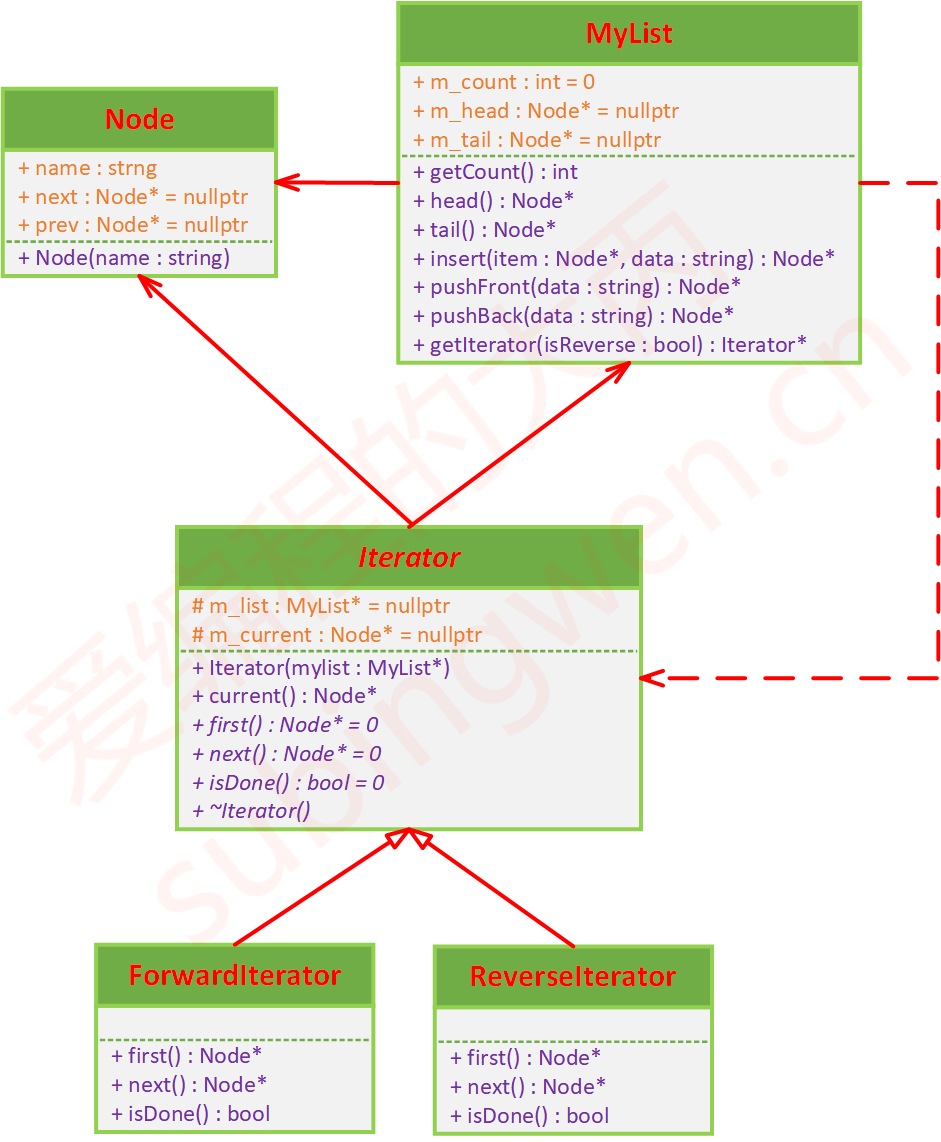 MyList
+ m_count : int = 0
+ m_head : Node* = nullptr
+ m_tail : Node* = nullptr
+ getCount() : int
+ head() : Node*
+ tail() : Node*
+ insert(item : Node*, data : string) : Node*
+ pushFront(data : string) : Node*
+ pushBack(data : string) : Node*
+ getIterator(isReverse : bool) : Iterator*
Node
+ name : strng
+ next : Node* = nullptr
+ prev : Node* = nullptr
+ Node(name : string)
Iterator
# m_list : MyList* = nullptr
# m_current : Node* = nullptr
+ Iterator(mylist : MyList*)
+ current() : Node*
+ first() : Node* = 0
+ next() : Node* = 0
+ isDone() : bool = 0
+ ~Iterator()
ForwardIterator
+ first() : Node*
+ next() : Node*
+ isDone() : bool
ReverseIterator
+ first() : Node*
+ next() : Node*
+ isDone() : bool
爱编程的大丙
subingwen.cn